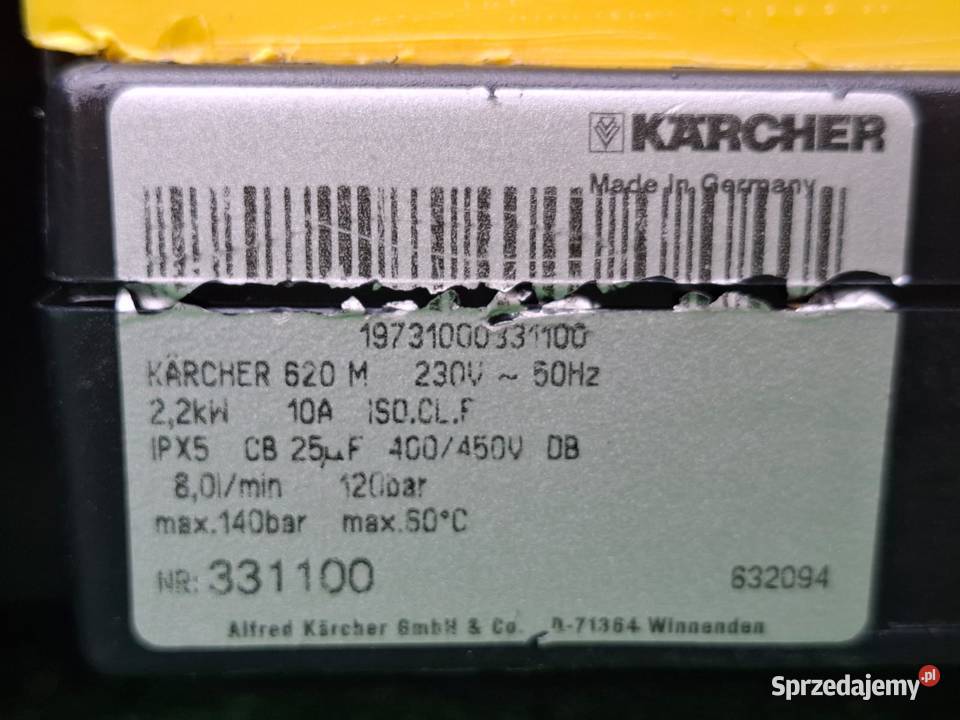 KÄRCHER
Made in Germany
19731000331100
KÄRCHER 620 M 230V ~ 50Hz
2,2kW 10A ISO.CL.F
IPX5 CB 25µF 400/450V DB
8,0l/min 120bar
max.140bar max.60°C
NR: 331100 632094
Alfred Kärcher GmbH & Co. D-71364 Winnenden
Sprzedajemy.pl